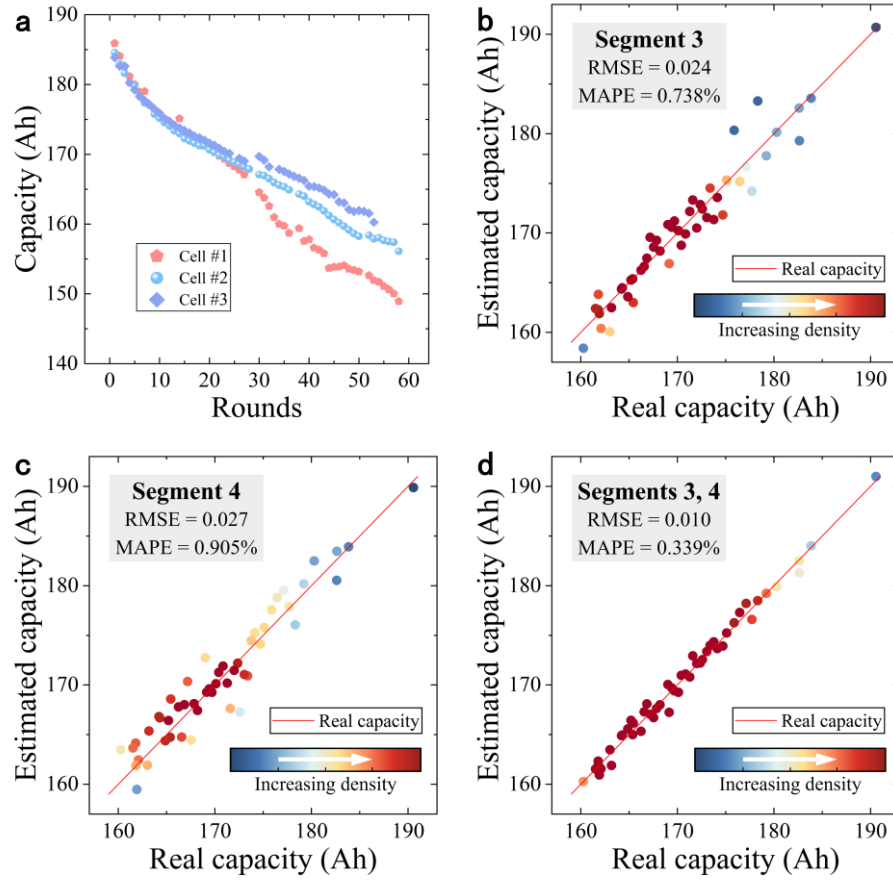 a
Capacity (Ah)
190
180
170
160
150
140
Cell #1
Cell #2
Cell #3
0
10
20
30
40
50
60
Rounds
b
Estimated capacity (Ah)
190
180
170
160
Segment 3
RMSE = 0.024
MAPE = 0.738%
Real capacity
Increasing density
160
170
180
190
Real capacity (Ah)
c
Estimated capacity (Ah)
190
180
170
160
Segment 4
RMSE = 0.027
MAPE = 0.905%
Real capacity
Increasing density
160
170
180
190
Real capacity (Ah)
d
Estimated capacity (Ah)
190
180
170
160
Segments 3, 4
RMSE = 0.010
MAPE = 0.339%
Real capacity
Increasing density
160
170
180
190
Real capacity (Ah)